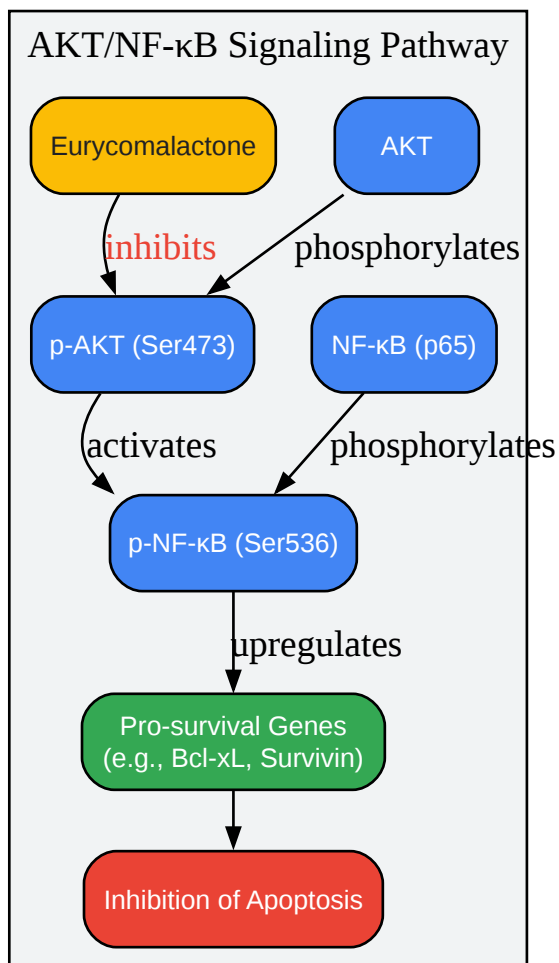 AKT/NF-κB Signaling Pathway
Eurycomalactone
AKT
inhibits
phosphorylates
p-AKT (Ser473)
NF-κB (p65)
activates
phosphorylates
p-NF-κB (Ser536)
upregulates
Pro-survival Genes
(e.g., Bcl-xL, Survivin)
Inhibition of Apoptosis